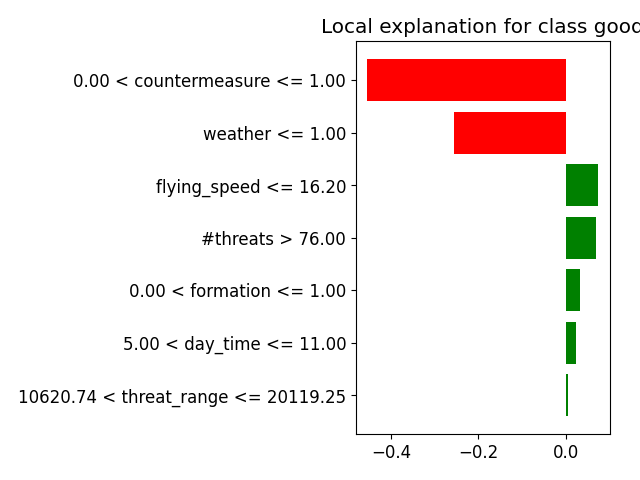 Local explanation for class good
0.00 < countermeasure <= 1.00
weather <= 1.00
flying_speed <= 16.20
#threats > 76.00
0.00 < formation <= 1.00
5.00 < day_time <= 11.00
10620.74 < threat_range <= 20119.25
−0.4 −0.2 0.0